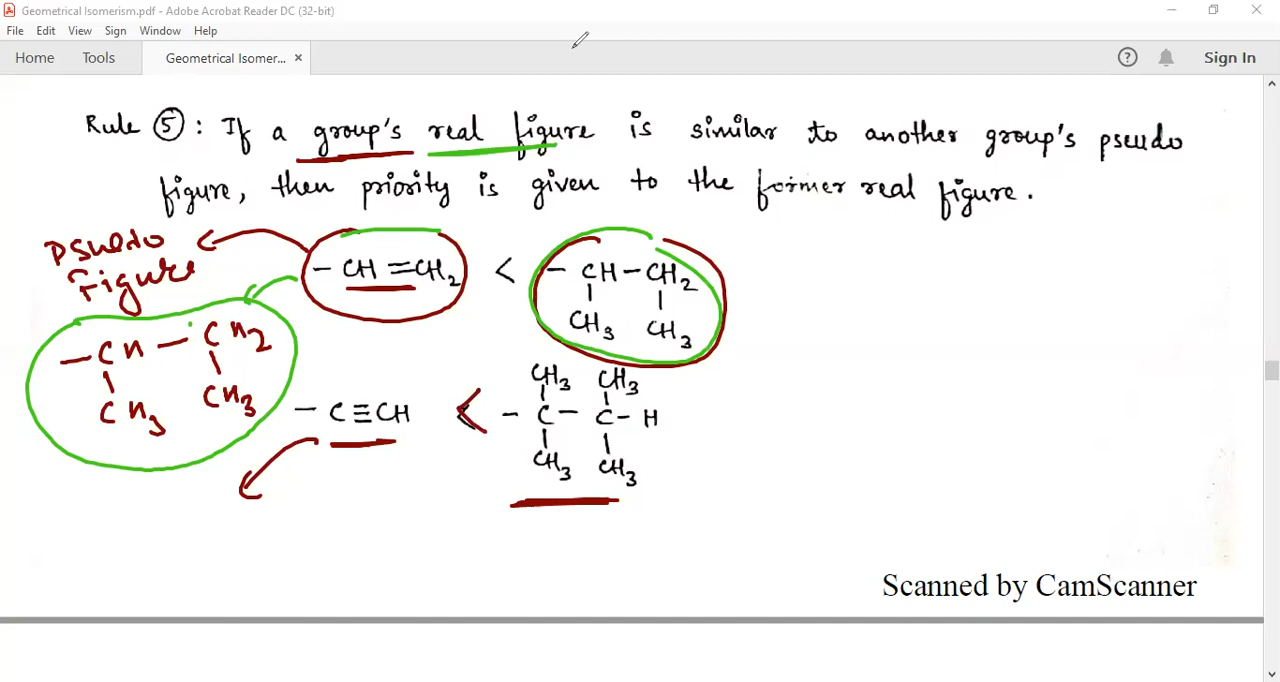 Geometrical Isomerism.pdf - Adobe Acrobat Reader DC (32-bit)
File Edit View Sign Window Help
Home Tools Geometrical Isomer... × Sign In
Rule ⑤ : If a group's real figure is similar to another group's pseudo
figure, then priority is given to the former real figure.
Psuedo
Figure
– CH = CH₂ < – CH – CH₂
CH₃ CH₃
– CH – CH₂
CH₃ CH₃
CH₃ CH₃
– C ≡ CH < – C – C – H
CH₃ CH₃
Scanned by CamScanner